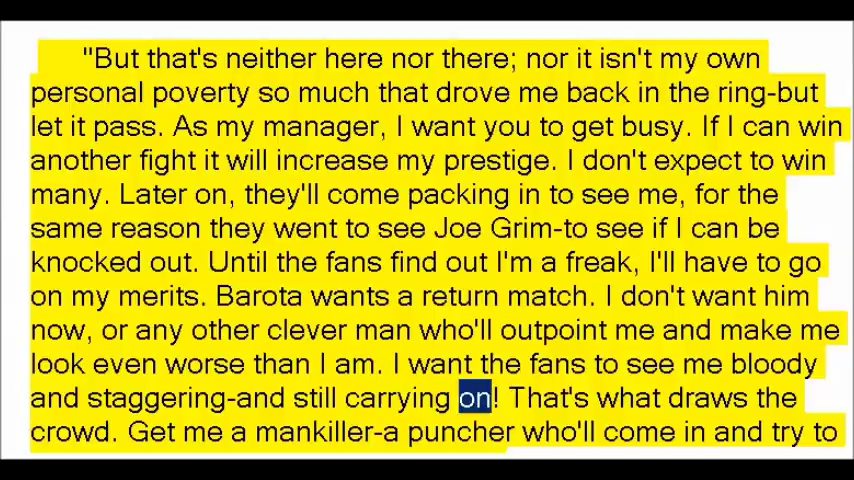 "But that's neither here nor there; nor it isn't my own
personal poverty so much that drove me back in the ring-but
let it pass. As my manager, I want you to get busy. If I can win
another fight it will increase my prestige. I don't expect to win
many. Later on, they'll come packing in to see me, for the
same reason they went to see Joe Grim-to see if I can be
knocked out. Until the fans find out I'm a freak, I'll have to go
on my merits. Barota wants a return match. I don't want him
now, or any other clever man who'll outpoint me and make me
look even worse than I am. I want the fans to see me bloody
and staggering-and still carrying on! That's what draws the
crowd. Get me a mankiller-a puncher who'll come in and try to